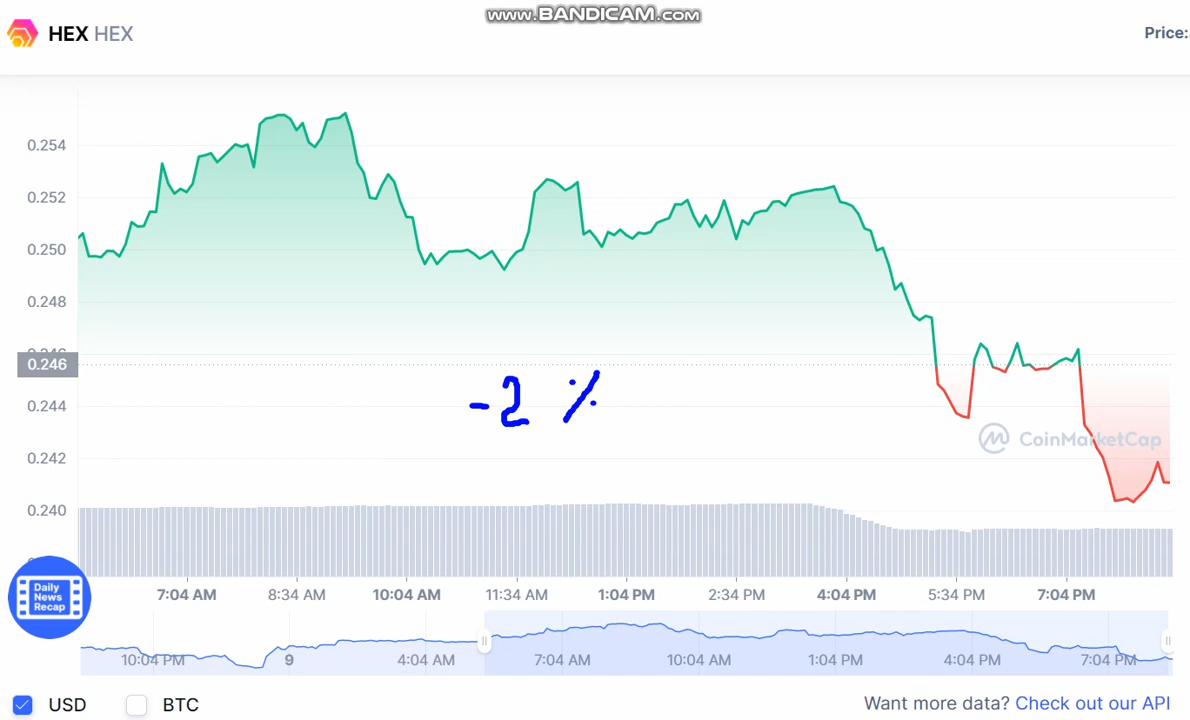 www.BANDICAM.com
HEX HEX
Price:
0.254
0.252
0.250
0.248
0.246
0.244
0.242
0.240
-2 %
CoinMarketCap
Daily
News
Recap
7:04 AM 8:34 AM 10:04 AM 11:34 AM 1:04 PM 2:34 PM 4:04 PM 5:34 PM 7:04 PM
10:04 PM 9 4:04 AM 7:04 AM 10:04 AM 1:04 PM 4:04 PM 7:04 PM
USD BTC
Want more data? Check out our API